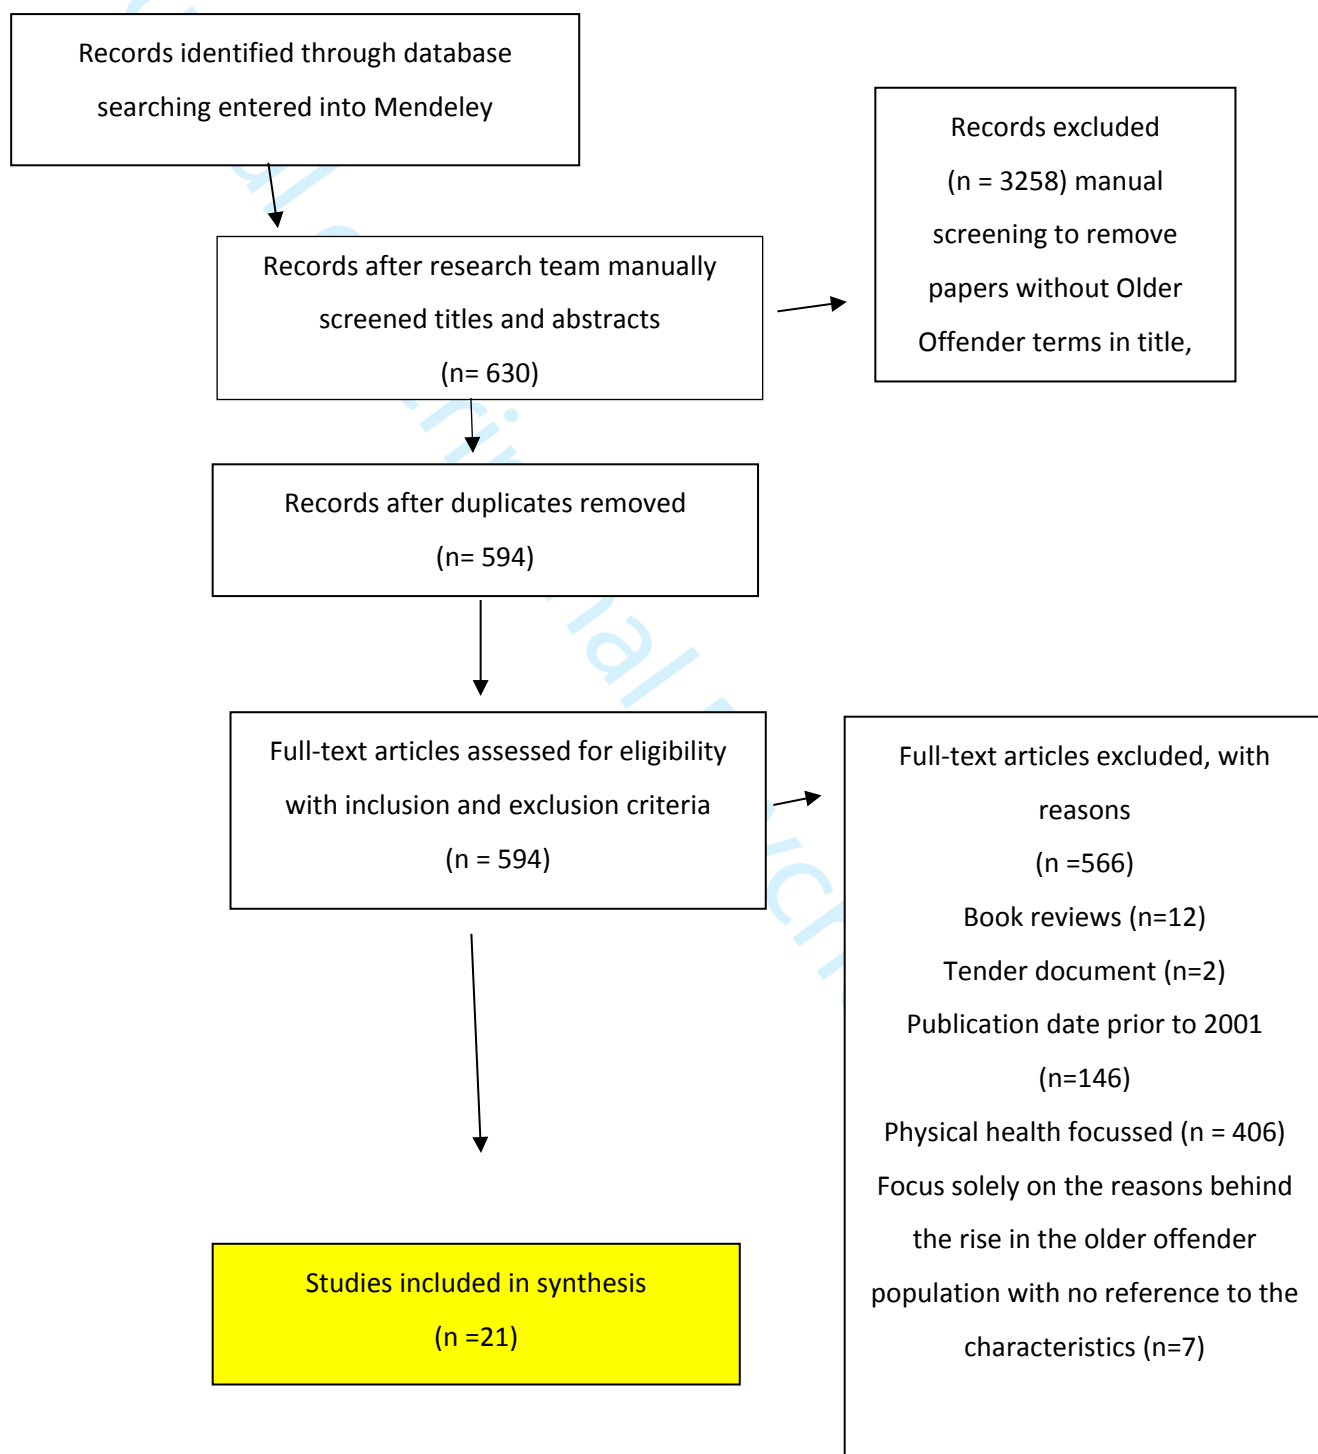 Records identified through database
searching entered into Mendeley
Records excluded
(n = 3258) manual
screening to remove
papers without Older
Offender terms in title,
Records after research team manually
screened titles and abstracts
(n= 630)
Records after duplicates removed
(n= 594)
Full-text articles assessed for eligibility
with inclusion and exclusion criteria
(n = 594)
Full-text articles excluded, with
reasons
(n =566)
Book reviews (n=12)
Tender document (n=2)
Publication date prior to 2001
(n=146)
Physical health focussed (n = 406)
Focus solely on the reasons behind
the rise in the older offender
population with no reference to the
characteristics (n=7)
Studies included in synthesis
(n =21)